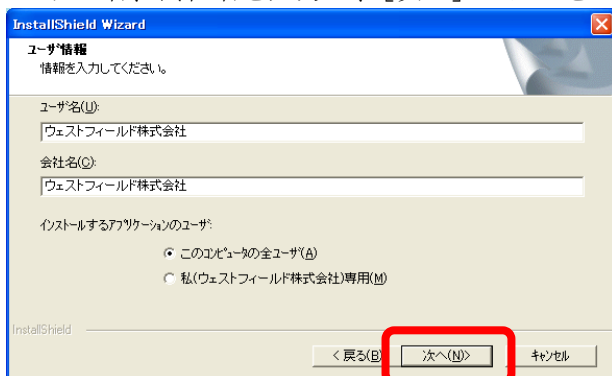 InstallShield Wizard
ユーザ情報
情報を入力してください。
ユーザ名(U):
ウェストフィールド株式会社
会社名(C):
ウェストフィールド株式会社
インストールするアプリケーションのユーザ:
このコンピュータの全ユーザ(A)
私(ウェストフィールド株式会社)専用(M)
InstallShield
< 戻る(B) 次へ(N)> キャンセル